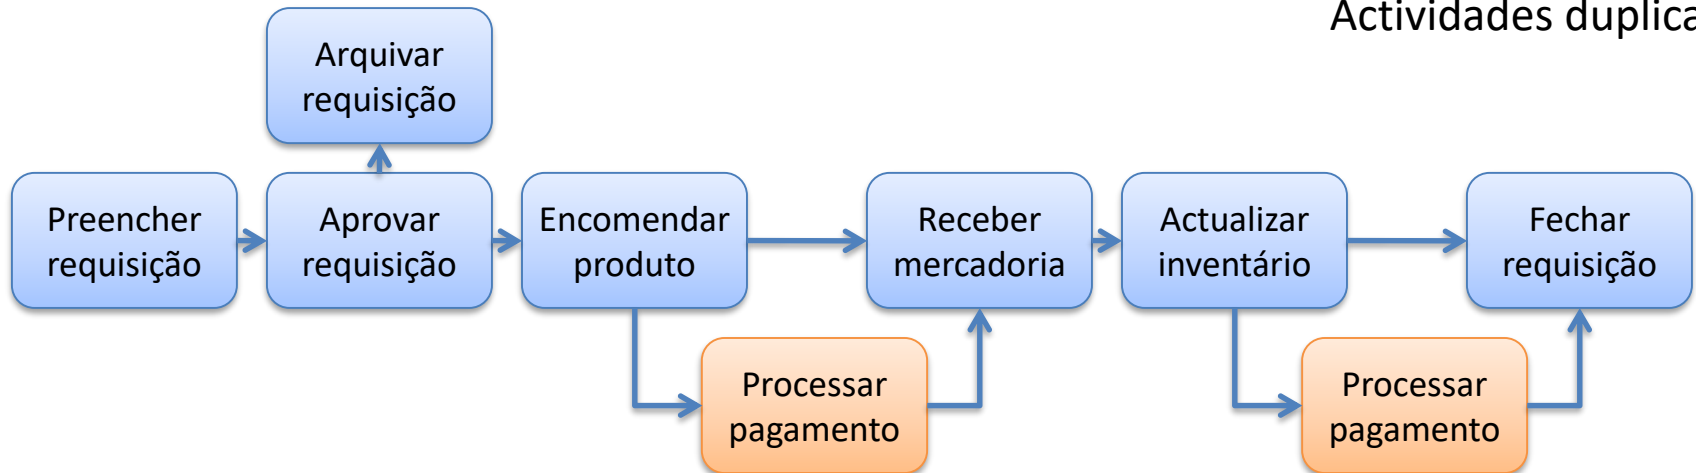 Actividades duplica
Arquivar
requisição
Preencher
requisição
Aprovar
requisição
Encomendar
produto
Receber
mercadoria
Actualizar
inventário
Fechar
requisição
Processar
pagamento
Processar
pagamento